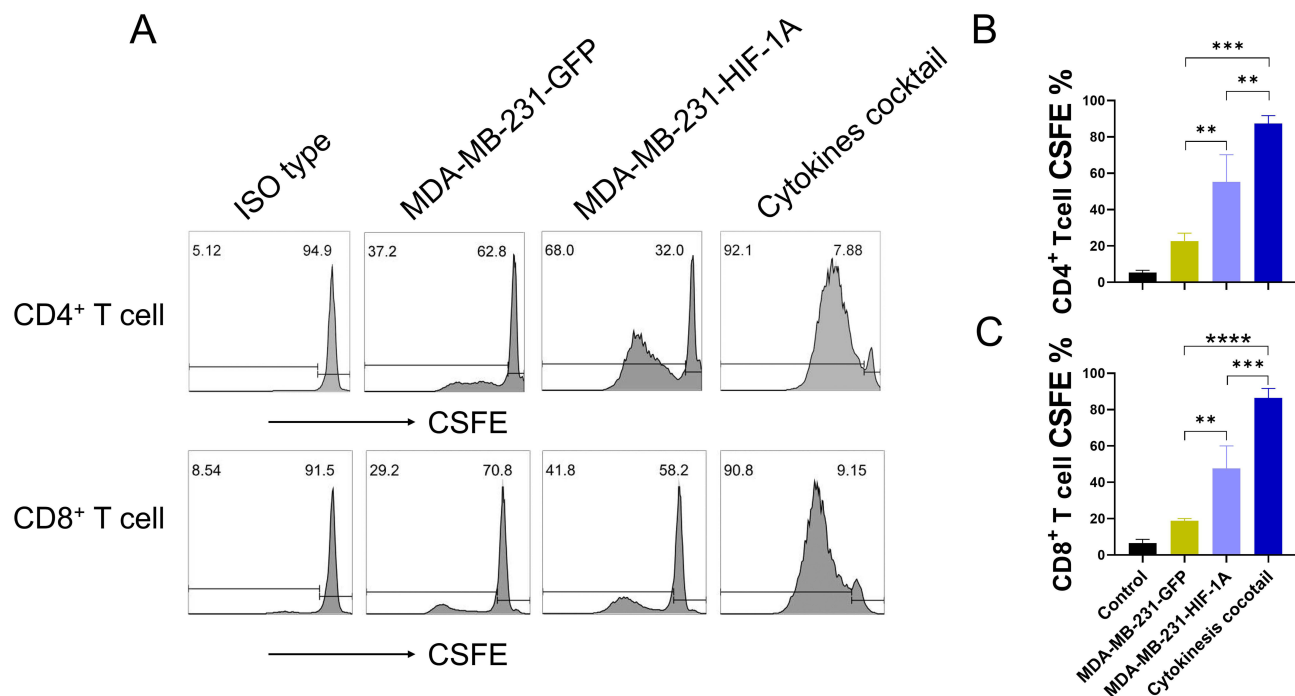 A
ISO type
MDA-MB-231-GFP
MDA-MB-231-HIF-1A
Cytokines cocktail
CD4⁺ T cell
5.12 94.9
37.2 62.8
68.0 32.0
92.1 7.88
CSFE
CD8⁺ T cell
8.54 91.5
29.2 70.8
41.8 58.2
90.8 9.15
CSFE
B
CD4⁺ Tcell CSFE %
100
80
60
40
20
0
**
**
***
C
CD8⁺ T cell CSFE %
100
80
60
40
20
0
**
***
****
Control
MDA-MB-231-GFP
MDA-MB-231-HIF-1A
Cytokinesis cocotail